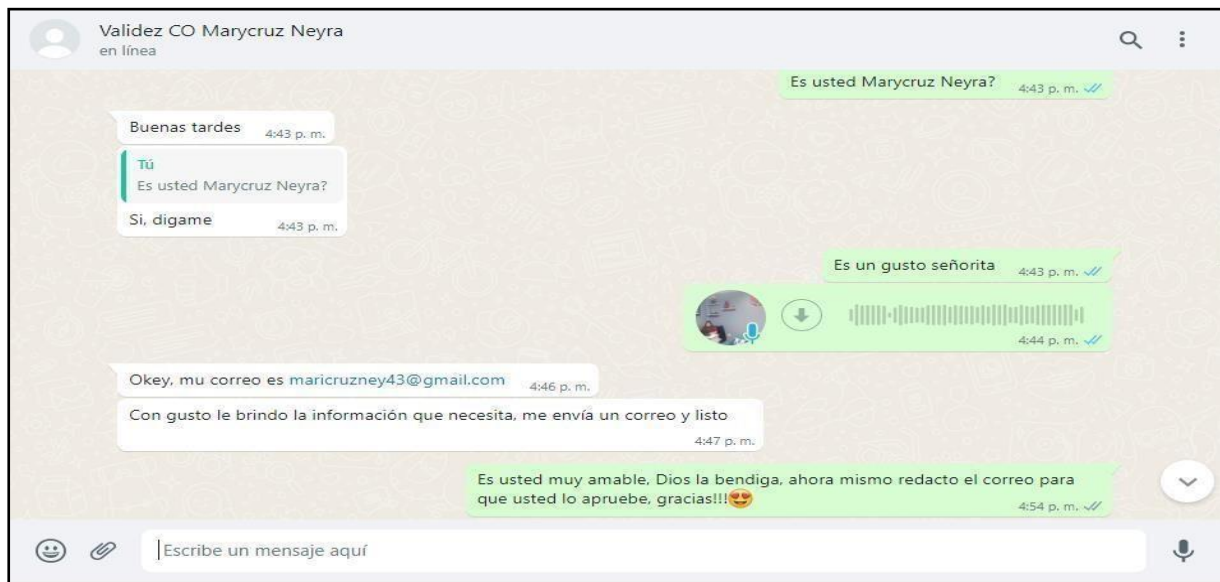 Validez CO Marycruz Neyra
en línea
Es usted Marycruz Neyra?
4:43 p. m.
Buenas tardes
4:43 p. m.
Tú
Es usted Marycruz Neyra?
Si, digame
4:43 p. m.
Es un gusto señorita
4:43 p. m.
4:44 p. m.
Okey, mu correo es maricruzney43@gmail.com
4:46 p. m.
Con gusto le brindo la información que necesita, me envía un correo y listo
4:47 p. m.
Es usted muy amable, Dios la bendiga, ahora mismo redacto el correo para
que usted lo apruebe, gracias!!!😍
4:54 p. m.
Escribe un mensaje aquí